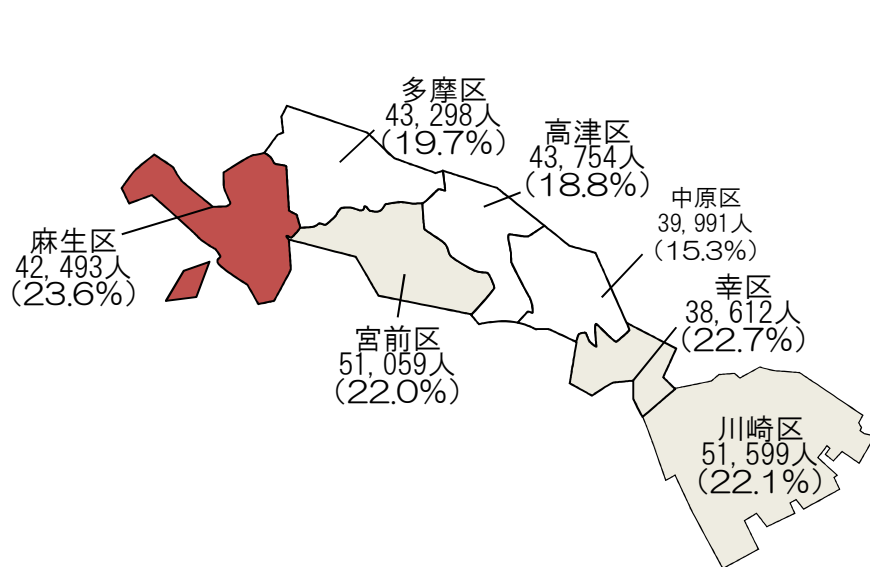 多摩区
43,298人
(19.7%)
高津区
43,754人
(18.8%)
中原区
39,991人
(15.3%)
麻生区
42,493人
(23.6%)
幸区
38,612人
(22.7%)
宮前区
51,059人
(22.0%)
川崎区
51,599人
(22.1%)